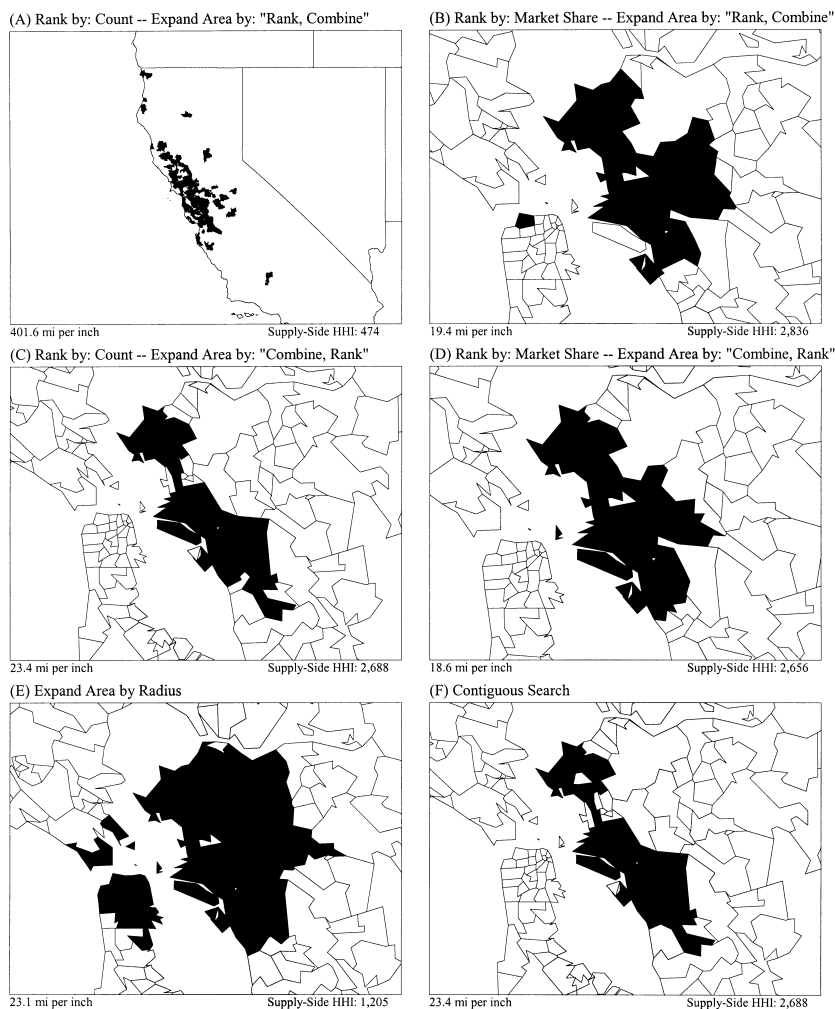 (A) Rank by: Count -- Expand Area by: "Rank, Combine"
(B) Rank by: Market Share -- Expand Area by: "Rank, Combine"
401.6 mi per inch
Supply-Side HHI: 474
19.4 mi per inch
Supply-Side HHI: 2,836
(C) Rank by: Count -- Expand Area by: "Combine, Rank"
(D) Rank by: Market Share -- Expand Area by: "Combine, Rank"
23.4 mi per inch
Supply-Side HHI: 2,688
18.6 mi per inch
Supply-Side HHI: 2,656
(E) Expand Area by Radius
(F) Contiguous Search
23.1 mi per inch
Supply-Side HHI: 1,205
23.4 mi per inch
Supply-Side HHI: 2,688